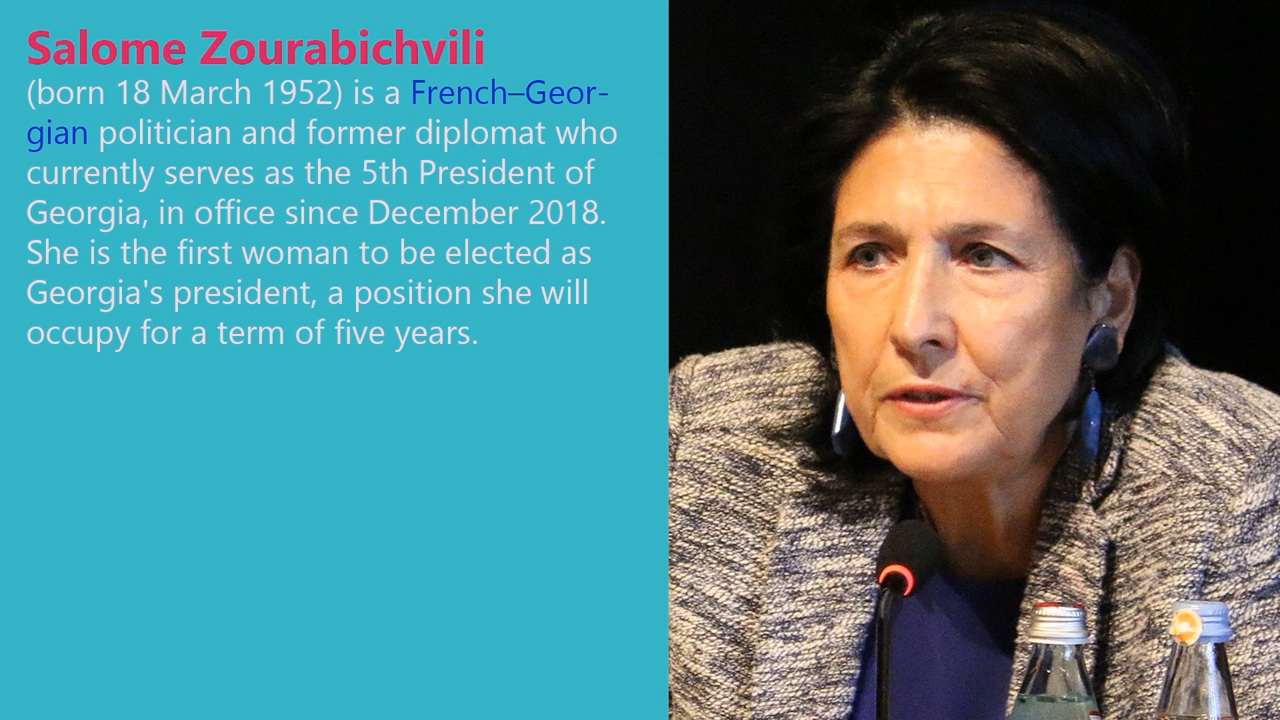 Salome Zourabichvili
(born 18 March 1952) is a French–Geor-
gian politician and former diplomat who
currently serves as the 5th President of
Georgia, in office since December 2018.
She is the first woman to be elected as
Georgia's president, a position she will
occupy for a term of five years.